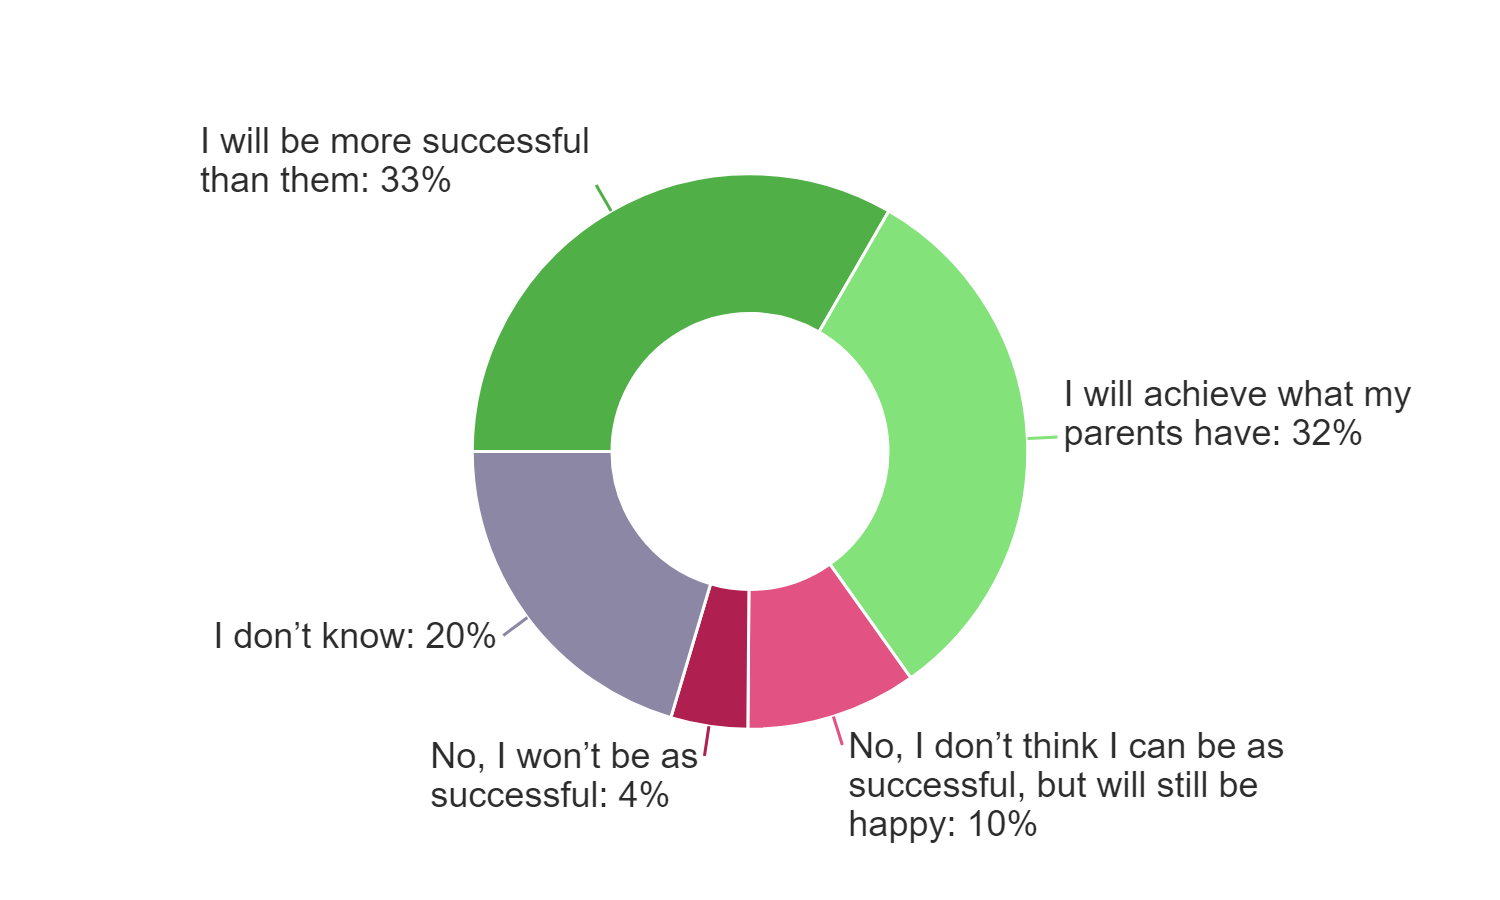 I will be more successful
than them: 33%
I will achieve what my
parents have: 32%
I don’t know: 20%
No, I won’t be as
successful: 4%
No, I don’t think I can be as
successful, but will still be
happy: 10%